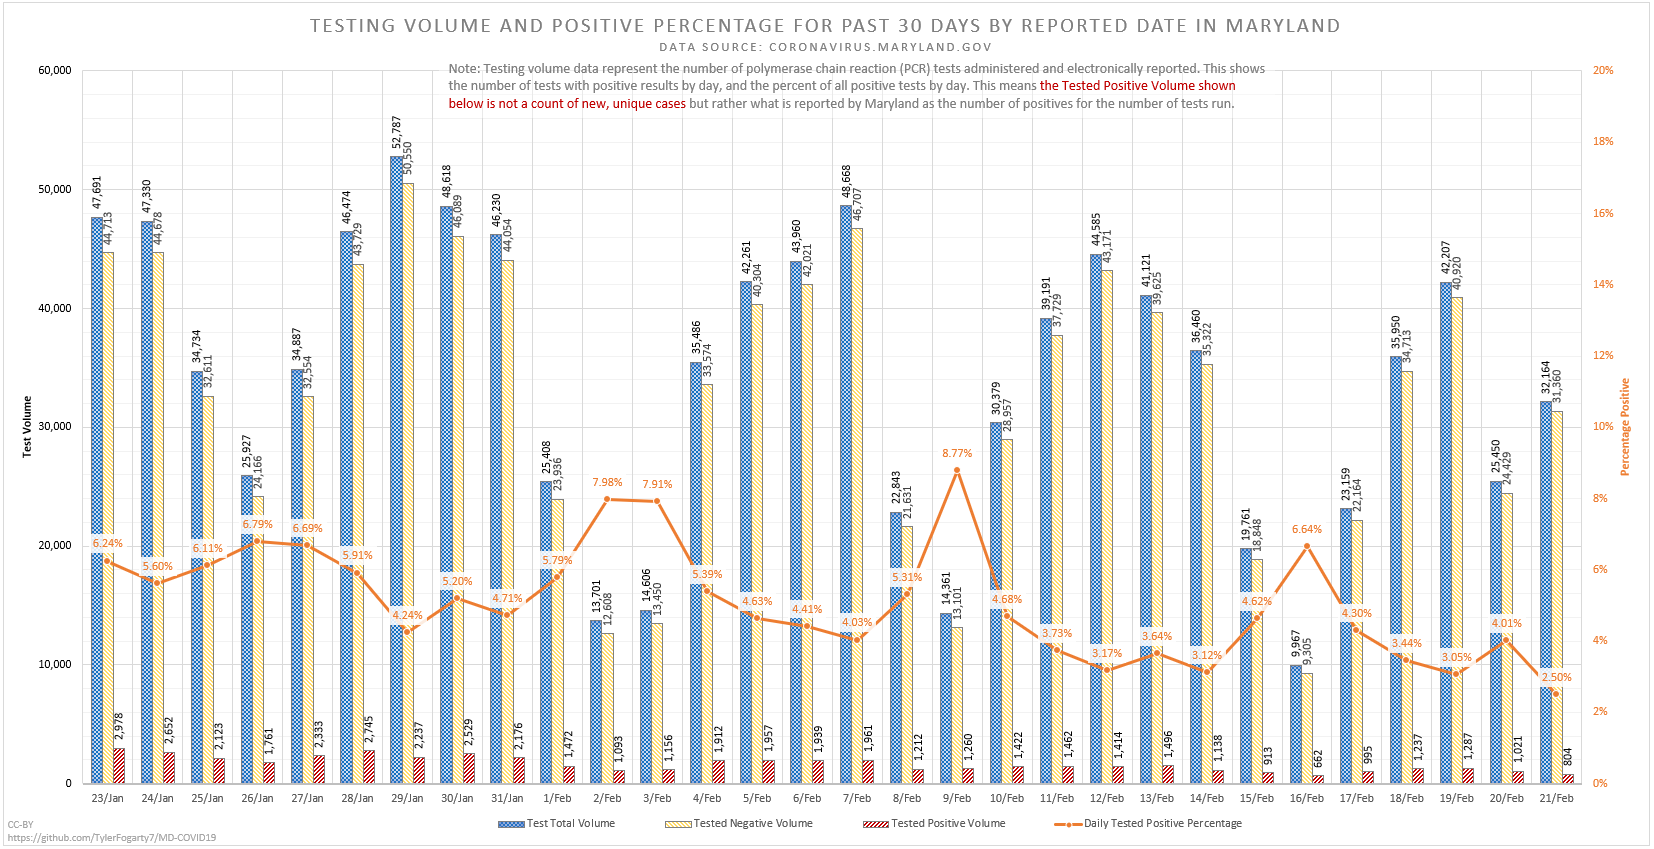 TESTING VOLUME AND POSITIVE PERCENTAGE FOR PAST 30 DAYS BY REPORTED DATE IN MARYLAND
DATA SOURCE: CORONAVIRUS.MARYLAND.GOV
Note: Testing volume data represent the number of polymerase chain reaction (PCR) tests administered and electronically reported. This shows
the number of tests with positive results by day, and the percent of all positive tests by day. This means the Tested Positive Volume shown
below is not a count of new, unique cases but rather what is reported by Maryland as the number of positives for the number of tests run.
Test Volume
60,000
50,000
40,000
30,000
20,000
10,000
0
20%
18%
16%
14%
12%
10%
8%
6%
4%
2%
0%
Percentage Positive
47,691 44,713 6.24% 2,978
47,330 44,678 5.60% 2,652
34,734 32,611 6.11% 2,123
25,927 24,166 6.79% 1,761
34,887 32,554 6.69% 2,333
46,474 43,729 5.91% 2,745
52,787 50,550 4.24% 2,237
48,618 46,089 5.20% 2,529
46,230 44,054 4.71% 2,176
25,408 23,936 5.79% 1,472
13,701 12,608 7.98% 1,093
14,606 13,450 7.91% 1,156
35,486 33,574 5.39% 1,912
42,261 40,304 4.63% 1,957
43,960 42,021 4.41% 1,939
48,668 46,707 4.03% 1,961
22,843 21,631 5.31% 1,212
14,361 13,101 8.77% 1,260
30,379 28,957 4.68% 1,422
39,191 37,729 3.73% 1,462
44,585 43,171 3.17% 1,414
41,121 39,625 3.64% 1,496
36,460 35,322 3.12% 1,138
19,761 18,848 4.62% 913
9,967 9,305 6.64% 662
23,159 22,164 4.30% 995
35,950 34,713 3.44% 1,237
42,207 40,920 3.05% 1,287
25,450 24,429 4.01% 1,021
32,164 31,360 2.50% 804
23/Jan 24/Jan 25/Jan 26/Jan 27/Jan 28/Jan 29/Jan 30/Jan 31/Jan 1/Feb 2/Feb 3/Feb 4/Feb 5/Feb 6/Feb 7/Feb 8/Feb 9/Feb 10/Feb 11/Feb 12/Feb 13/Feb 14/Feb 15/Feb 16/Feb 17/Feb 18/Feb 19/Feb 20/Feb 21/Feb
Test Total Volume Tested Negative Volume Tested Positive Volume Daily Tested Positive Percentage
CC-BY
https://github.com/TylerFogarty7/MD-COVID19